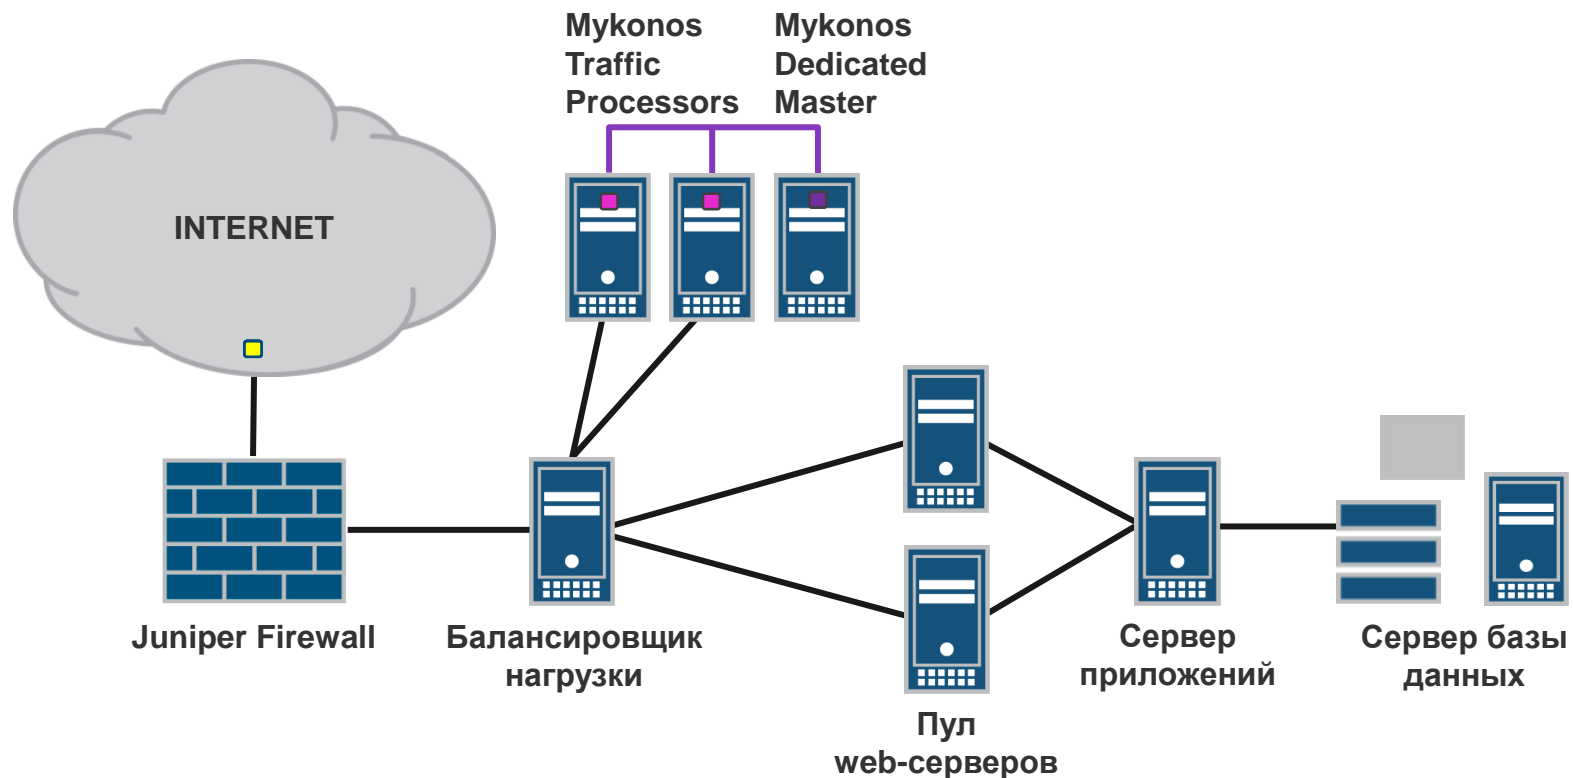 Mykonos
Traffic
Processors
Mykonos
Dedicated
Master
INTERNET
Juniper Firewall
Балансировщик
нагрузки
Пул
web-серверов
Сервер
приложений
Сервер базы
данных